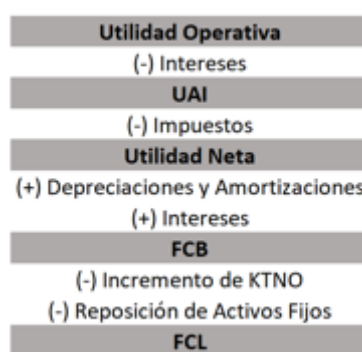 Utilidad Operativa
(-) Intereses
UAI
(-) Impuestos
Utilidad Neta
(+) Depreciaciones y Amortizaciones
(+) Intereses
FCB
(-) Incremento de KTNO
(-) Reposición de Activos Fijos
FCL